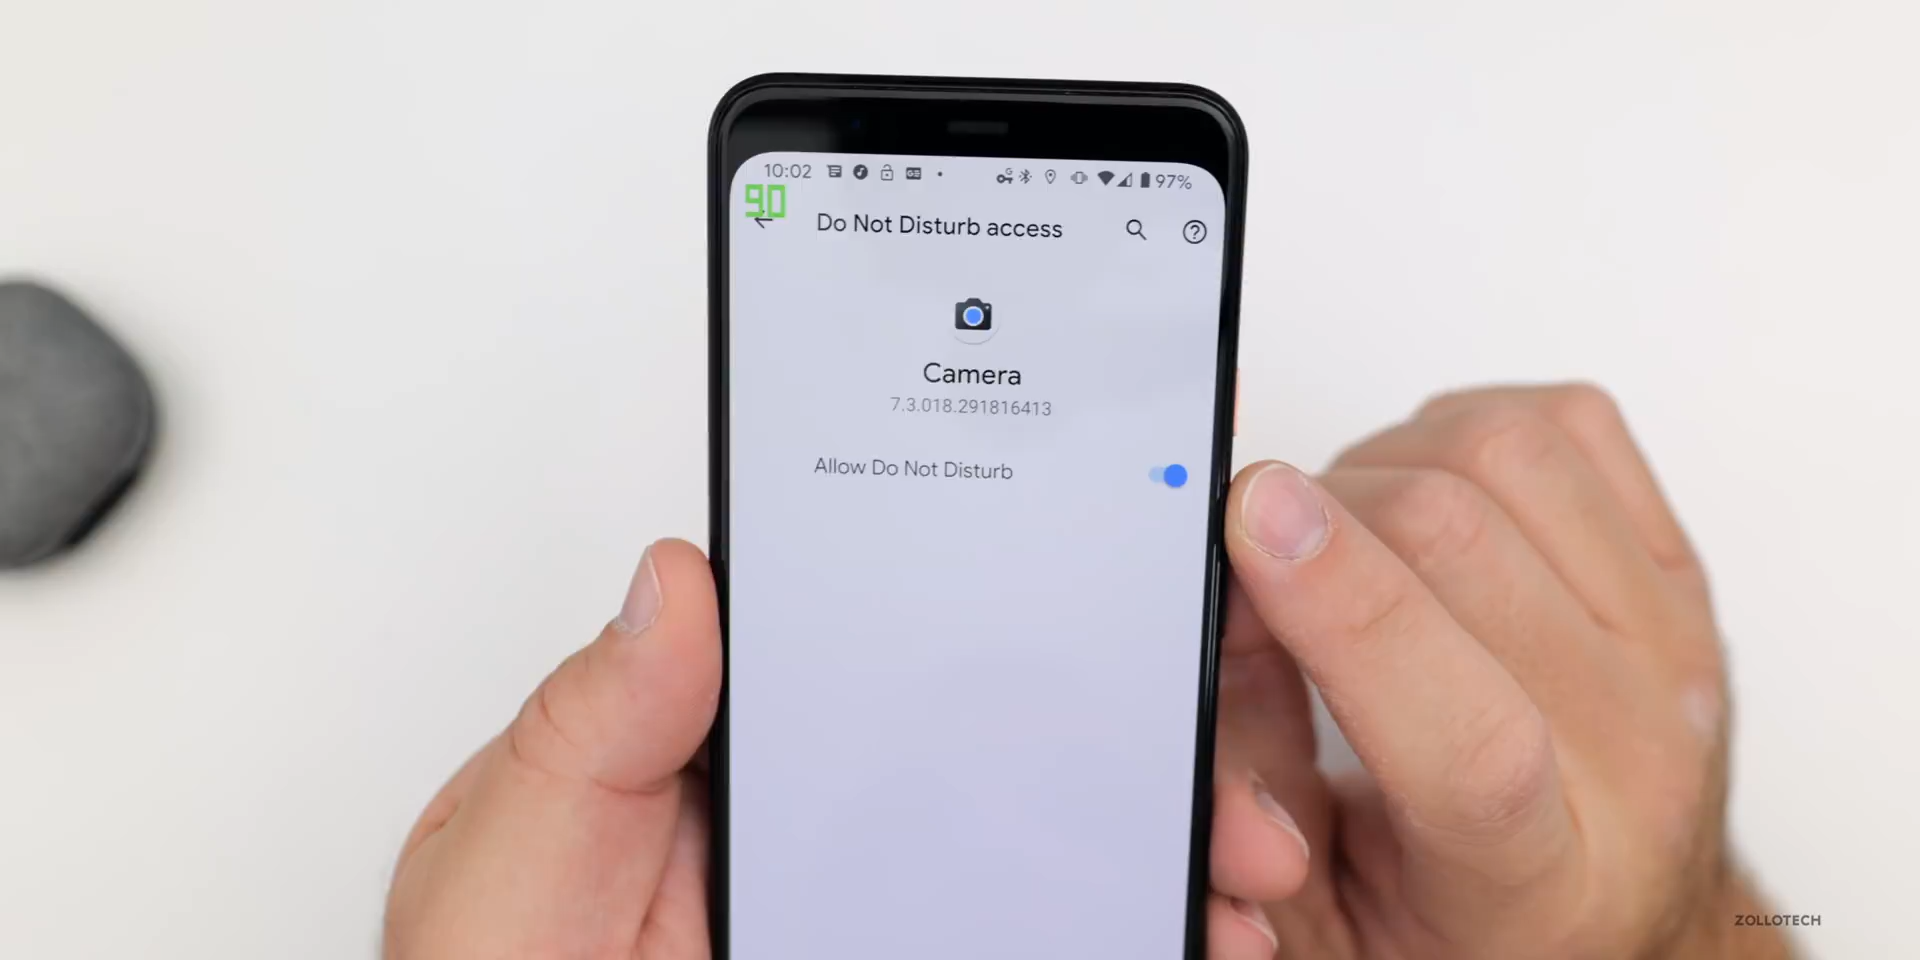 10:02 97%
90
Do Not Disturb access
Camera
7.3.018.291816413
Allow Do Not Disturb
ZOLLOTECH